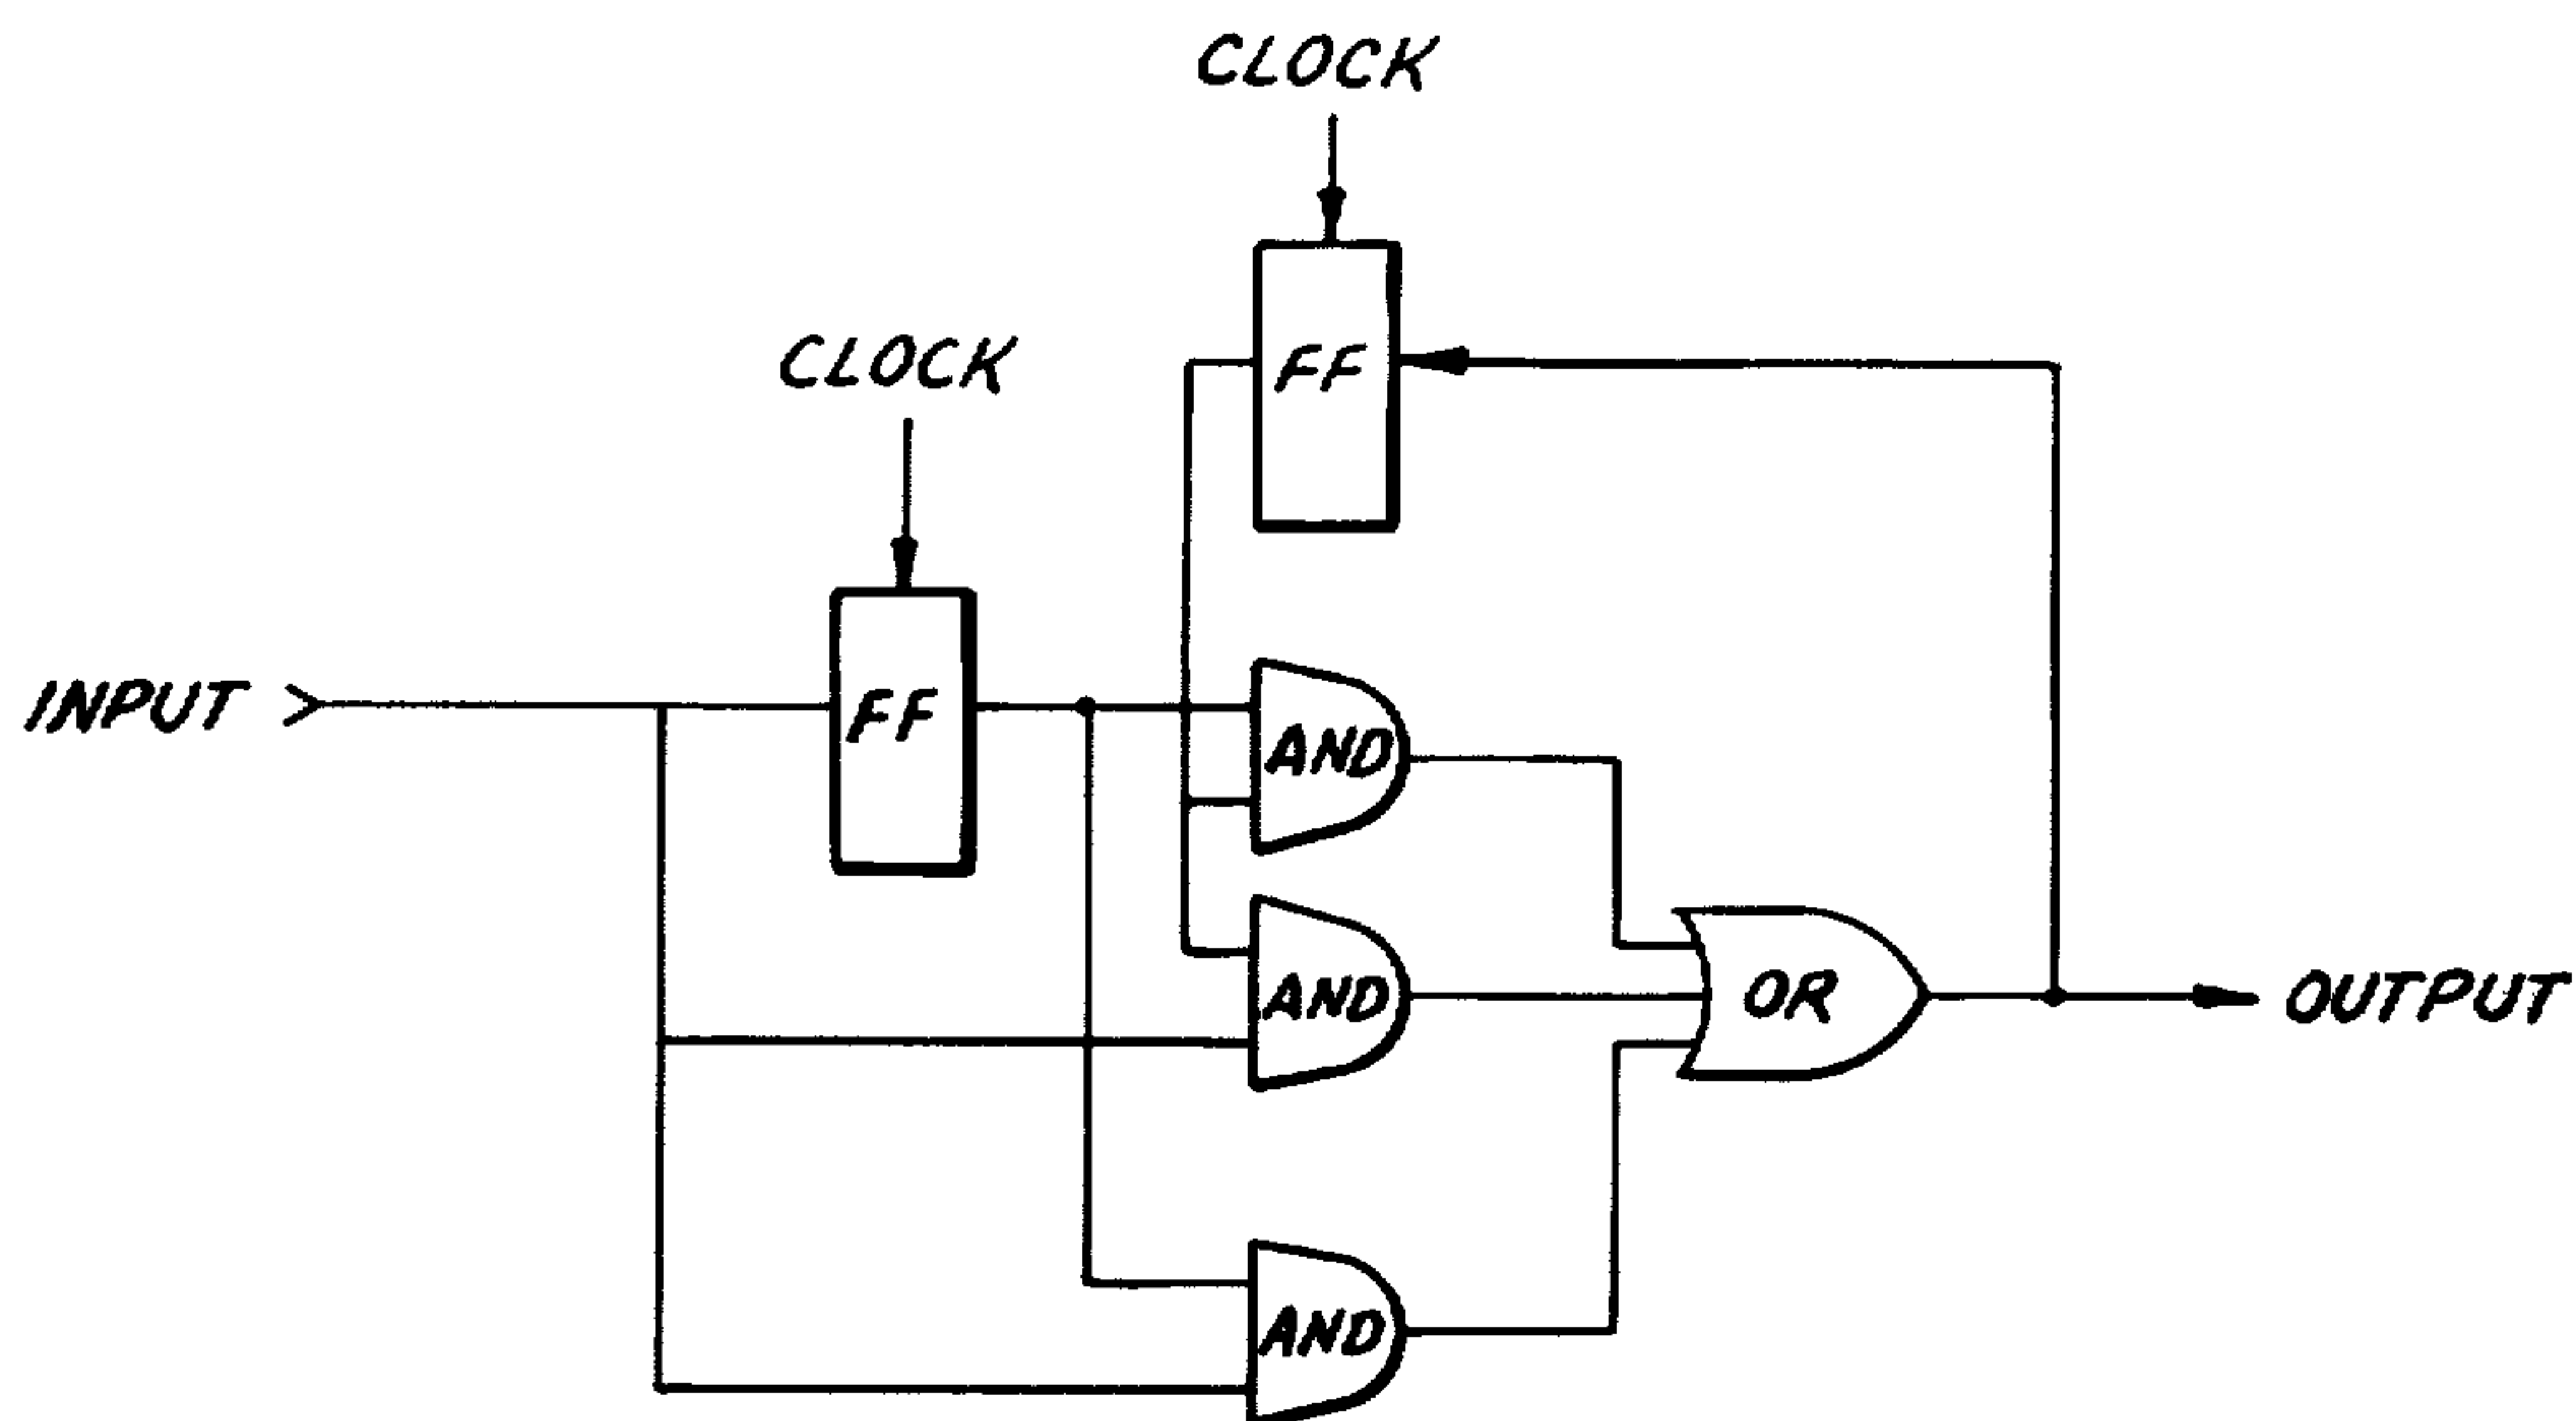 CLOCK
CLOCK
FF
INPUT
FF
AND
AND
OR
OUTPUT
AND